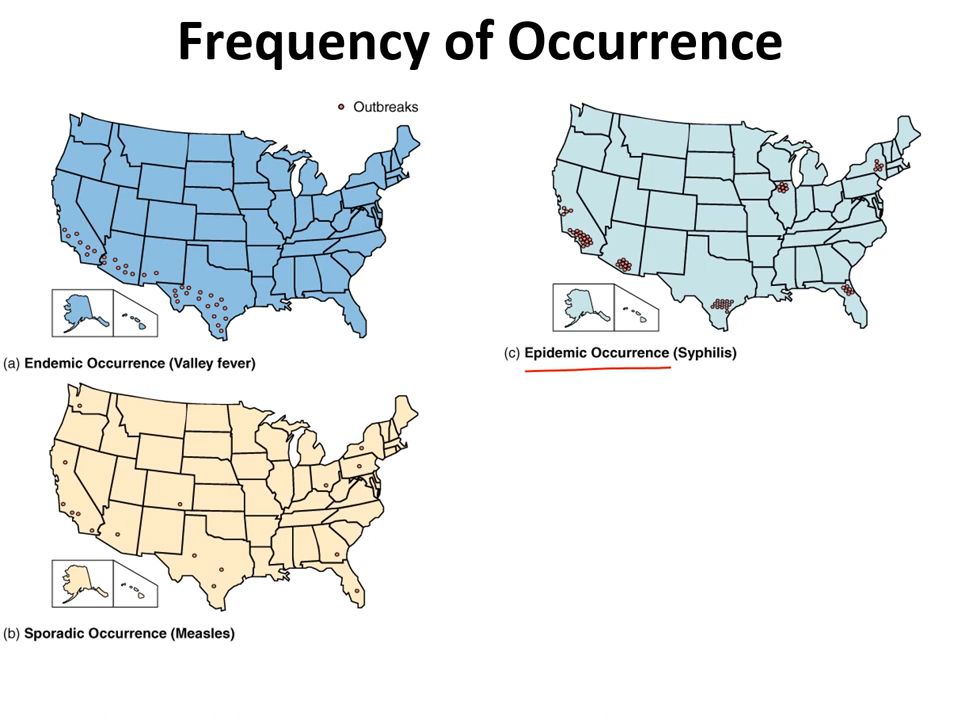 Frequency of Occurrence
Outbreaks
(a) Endemic Occurrence (Valley fever)
(c) Epidemic Occurrence (Syphilis)
(b) Sporadic Occurrence (Measles)